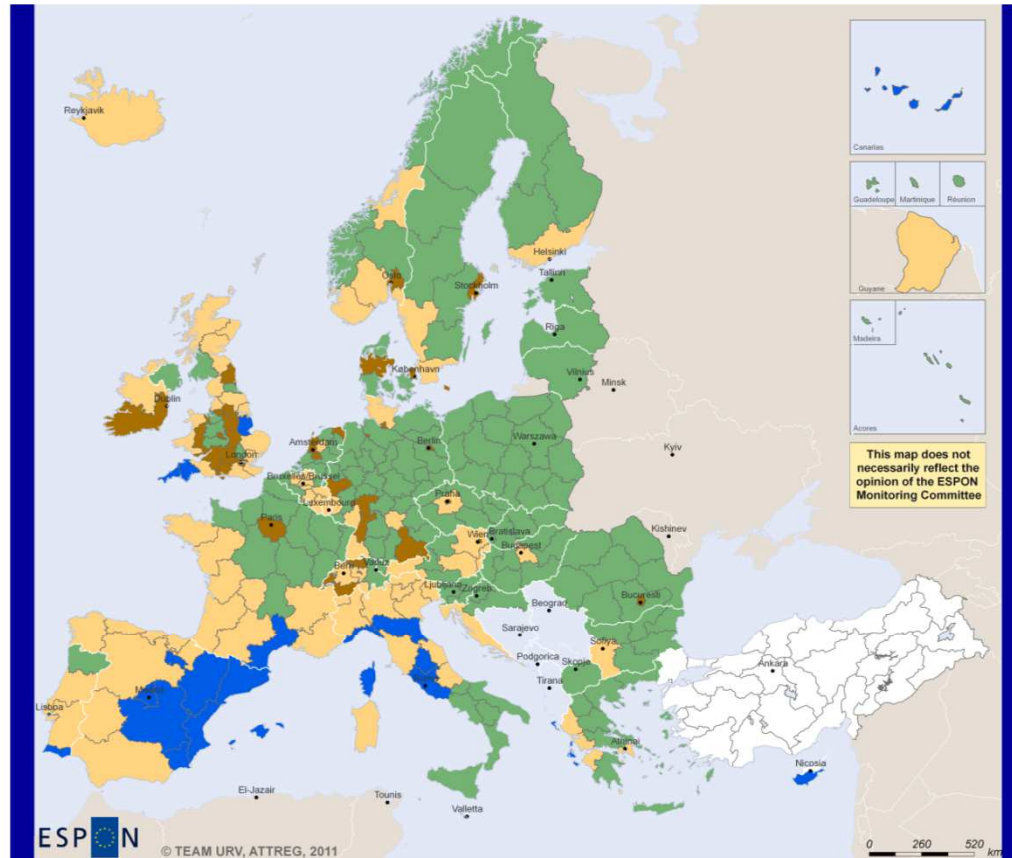 Reykjavik
Canarias
Guadeloupe
Martinique
Réunion
Guyane
Madeira
Acores
This map does not
necessarily reflect the
opinion of the ESPON
Monitoring Committee
Helsinki
Oslo
Tallinn
Stockholm
Riga
København
Vilnius
Minsk
Dublin
Amsterdam
Berlin
Warszawa
London
Kyiv
Bruxelles/Brussel
Praha
Luxembourg
Paris
Kishinev
Wien
Bratislava
Budapest
Bern
Vaduz
Ljubljana
Zagreb
Bucuresti
Beograd
Sarajevo
Sofiya
Podgorica
Skopje
Ankara
Roma
Tirana
Madrid
Lisboa
Athinai
Nicosia
El-Jazair
Tounis
Valletta
ESPON
© TEAM URV, ATTREG, 2011
0 260 520
km